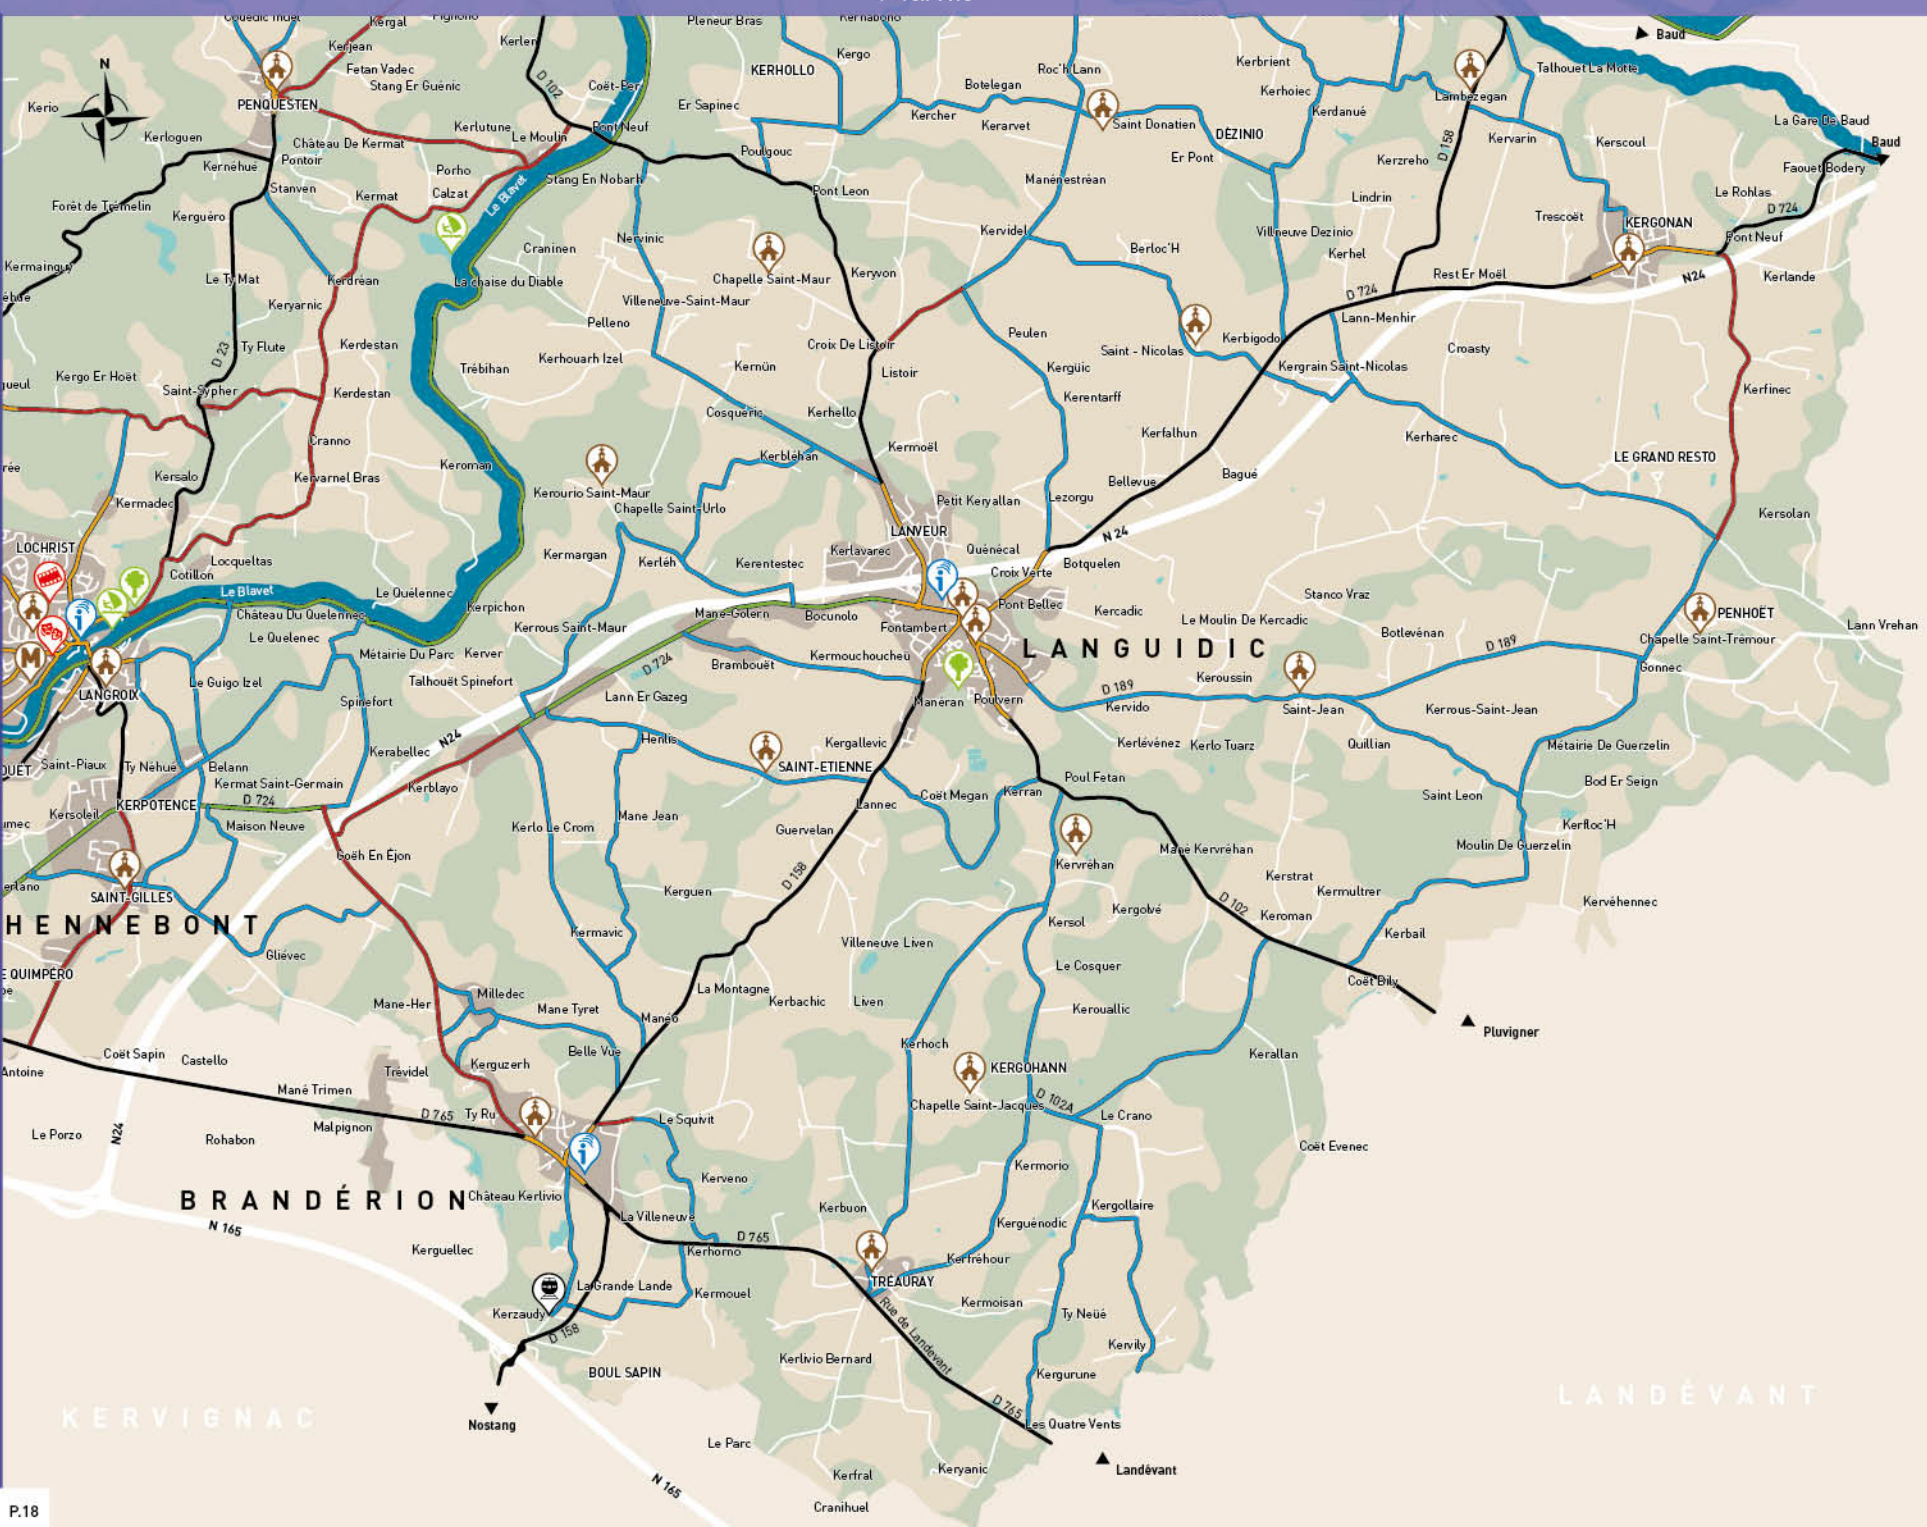 Kergal
Pleneur Bras
Kerjean
Kerlen
Kergo
Baud
Fetan Vadec
Stang Er Guénic
D 102
Coët-Per
KERHOLLO
Roc'h Lann
Botelegan
Kerbrient
Talhouet La Motte
N
Kerio
PENQUESTEN
Er Sapinec
Kerhoiec
Lambezegan
Kercher
Kerarvet
Saint Donatien
DÉZINIO
Kerdanué
La Gare De Baud
Baud
Kerloguen
Château De Kermat
Kerlutune
Le Moulin
Pont Neuf
Poulgouc
Er Pont
Kerzreho
D 158
Kervarin
Kerscoul
Faouet Bodery
Kernéhué
Pontoir
Porho
Stanven
Kermat
Calzat
Le Blavet
Stang En Nobarh
Pont Leon
Manénestréan
Lindrin
Le Rohlas
D 724
Forêt de Trémelin
Kerguéro
Trescoët
KERGONAN
Pont Neuf
Nervinic
Craninen
Kervidel
Berloc'H
Villneuve Dezinio
Kerhel
Kermainguy
Le Ty Mat
Kerdréan
La chaise du Diable
Chapelle Saint-Maur
Keryvon
Rest Er Moël
N24
Kerlande
Keryarnic
Villeneuve-Saint-Maur
D 724
Lann-Menhir
Pelleno
Croix De Listoir
Peulen
Kerbigodo
Ty Flute
Kerdestan
D 23
Kerhouarh Izel
Kernün
Listoir
Saint - Nicolas
Croasty
Trébihan
Kergüic
Kergrain Saint-Nicolas
Kergo Er Hoët
Saint-Sypher
Kerdestan
Kerentarff
Kerfinec
Cosquéric
Kerhello
Cranno
Kerfalhun
Kerharec
Kermoël
Kerbléhan
LE GRAND RESTO
Keroman
Kersalo
Kervarnel Bras
Kerourio Saint-Maur
Bellevue
Bagué
Kermadec
Chapelle Saint-Urlo
Petit Keryallan
Lezorgu
Kersolan
LANVEUR
N 24
LOCHRIST
Locqueltas
Cotillon
Kermargan
Kerléh
Kerentestec
Kerlavarec
Quénécal
Croix Verte
Botquelen
Le Blavet
Le Quélennec
Kerpichon
Stanco Vraz
Château Du Quelennec
Mane-Golern
Bocunolo
Pont Bellec
Kercadic
Le Moulin De Kercadic
PENHOËT
Le Quelenec
Kerrous Saint-Maur
Fontambert
Botlevénan
Chapelle Saint-Trémour
Lann Vrehan
LANGUIDIC
D 189
Métairie Du Parc
Kerver
D 724
Brambouët
Kermouchoucheu
Gonnec
M
Le Guigo Izel
Talhouët Spinefort
Keroussin
LANGROIX
Spinefort
Lann Er Gazeg
Manéran
Poulvern
D 189
Kervido
Saint-Jean
Kerrous-Saint-Jean
N24
Henlis
Kergallevic
Kerlévénez
Kerlo Tuarz
Quillian
Métairie De Guerzelin
Kerabellec
Saint-Piaux
Ty Néhué
Belann
Kermat Saint-Germain
SAINT-ETIENNE
Poul Fetan
Bod Er Seign
Kerblayo
KERPOTENCE
D 724
Lannec
Coët Megan
Kerran
Saint Leon
Kersoleil
Maison Neuve
Kerlo Le Crom
Mane Jean
Guervelan
Kerfloc'H
Goëh En Éjon
Kervréhan
Mané Kervréhan
Moulin De Guerzelin
SAINT-GILLES
Kerguen
D 158
Kerstrat
Kermultrer
HENNEBONT
Kergolvé
D 102
Keroman
Kervéhennec
Kermavic
Kersol
Kerbail
Glievec
Villeneuve Liven
Le Cosquer
E QUIMPÉRO
Milledec
La Montagne
Coët Dily
Mane-Her
Mane Tyret
Manéo
Kerbachic
Liven
Kerouallic
Pluvigner
Coët Sapin
Castello
Belle Vue
Kerhoch
Kerallan
Antoine
Trévidel
Kerguzerh
KERGOHANN
Mané Trimen
Chapelle Saint-Jacques
D 102A
Le Crano
D 765
Ty Ru
Le Squivit
Le Porzo
N24
Rohabon
Malpignon
Coët Evenec
Kermorio
Kerveno
BRANDÉRION
Château Kerlivio
La Villeneuve
Kerbuon
Kergollaire
N 165
Kerguénodic
Kerguellec
Kerhorno
D 765
Kerfréhour
La Grande Lande
TRÉAURAY
Kermouel
Kermoisan
Ty Neüé
Kerzaudy
D 158
Rue de Landevant
Kervily
Kerlivio Bernard
BOUL SAPIN
Kergurune
LANDÉVANT
KERVIGNAC
Nostang
D 765
Les Quatre Vents
Le Parc
Landévant
Kerfral
Keryanic
N 165
Cranihuel
P.18